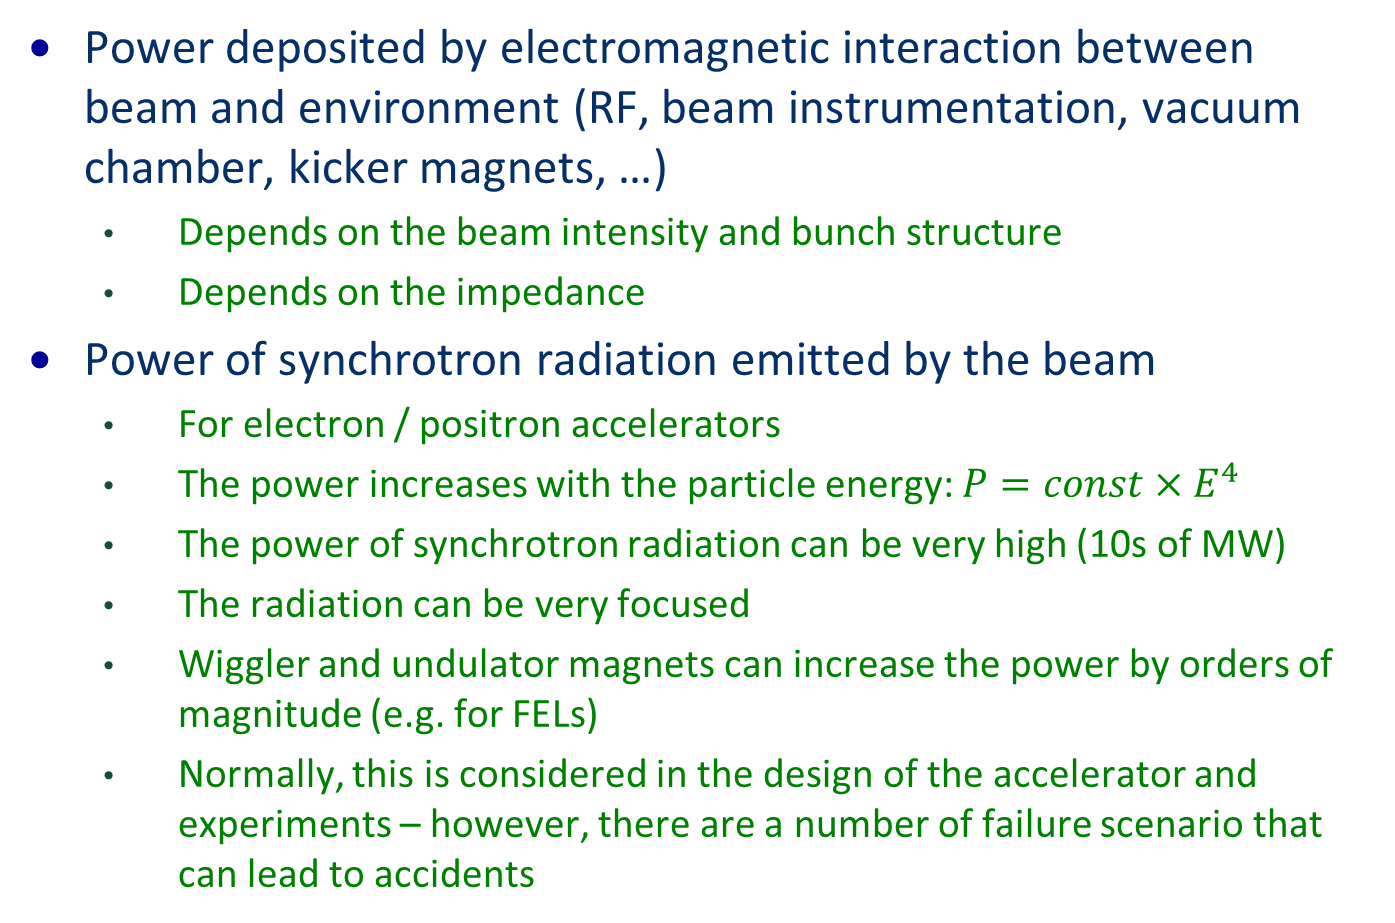 • Power deposited by electromagnetic interaction between
beam and environment (RF, beam instrumentation, vacuum
chamber, kicker magnets, …)
• Depends on the beam intensity and bunch structure
• Depends on the impedance
• Power of synchrotron radiation emitted by the beam
• For electron / positron accelerators
• The power increases with the particle energy: P = const × E⁴
• The power of synchrotron radiation can be very high (10s of MW)
• The radiation can be very focused
• Wiggler and undulator magnets can increase the power by orders of
magnitude (e.g. for FELs)
• Normally, this is considered in the design of the accelerator and
experiments – however, there are a number of failure scenario that
can lead to accidents